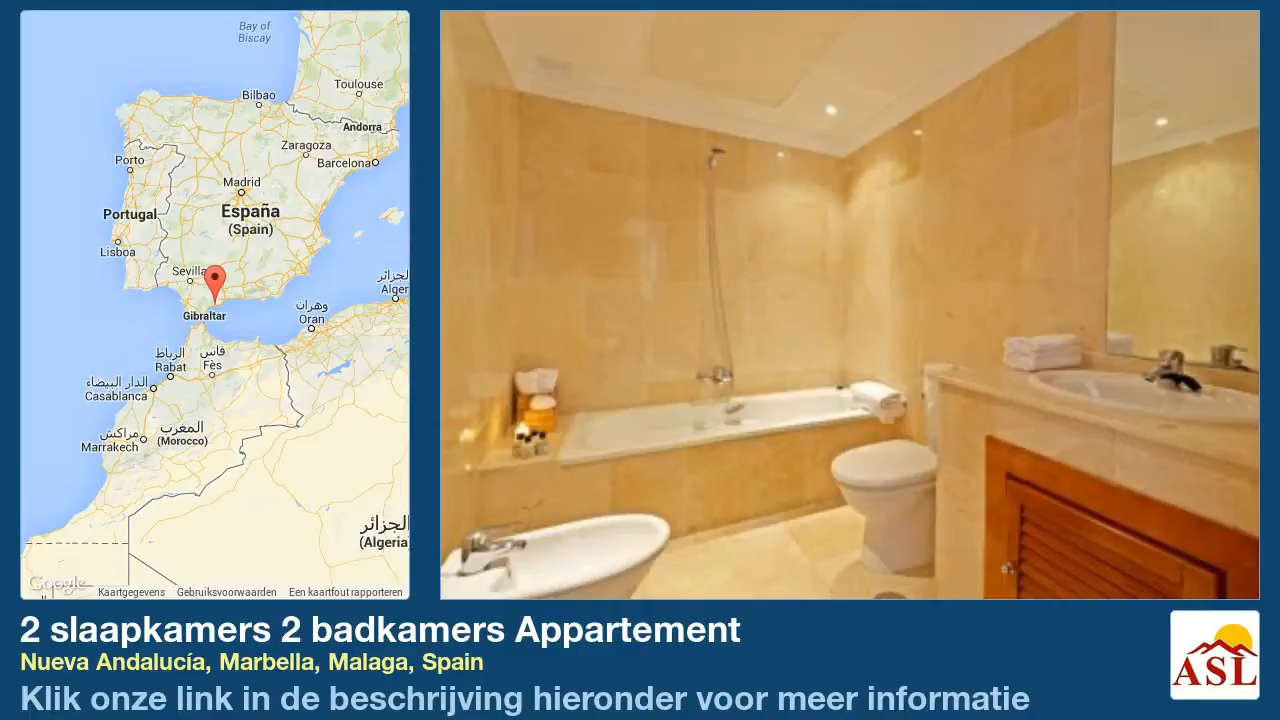 Bay of
Biscay
Toulouse
Bilbao
Andorra
Zaragoza
Porto
Barcelona
Madrid
España
(Spain)
Portugal
Lisboa
Sevilla
الجزائر
Alger
وهران
Oran
Gibraltar
الرباط
Rabat
فاس
Fes
الدار البيضاء
Casablanca
مراكش
Marrakech
المغرب
(Morocco)
الجزائر
(Algeria)
Google
Kaartgegevens Gebruiksvoorwaarden Een kaartfout rapporteren
2 slaapkamers 2 badkamers Appartement
Nueva Andalucía, Marbella, Malaga, Spain
Klik onze link in de beschrijving hieronder voor meer informatie
ASL